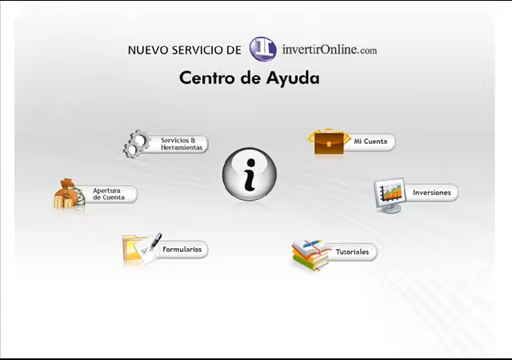 NUEVO SERVICIO DE invertirOnline.com
Centro de Ayuda
Servicios &
Herramientas
Mi Cuenta
i
Apertura
de Cuenta
Inversiones
Formularios
Tutoriales